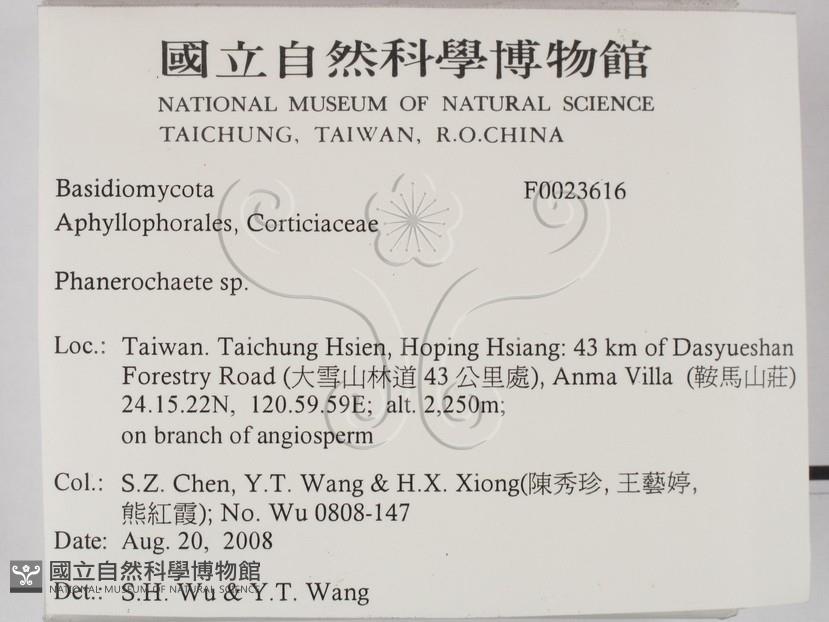 國立自然科學博物館
NATIONAL MUSEUM OF NATURAL SCIENCE
TAICHUNG, TAIWAN, R.O.CHINA
Basidiomycota F0023616
Aphyllophorales, Corticiaceae
Phanerochaete sp.
Loc.: Taiwan. Taichung Hsien, Hoping Hsiang: 43 km of Dasyueshan
Forestry Road (大雪山林道 43 公里處), Anma Villa (鞍馬山莊)
24.15.22N, 120.59.59E; alt. 2,250m;
on branch of angiosperm
Col.: S.Z. Chen, Y.T. Wang & H.X. Xiong(陳秀珍, 王藝婷,
熊紅霞); No. Wu 0808-147
Date: Aug. 20, 2008
國立自然科學博物館
NATIONAL MUSEUM OF NATURAL SCIENCE
Det.: S.H. Wu & Y.T. Wang